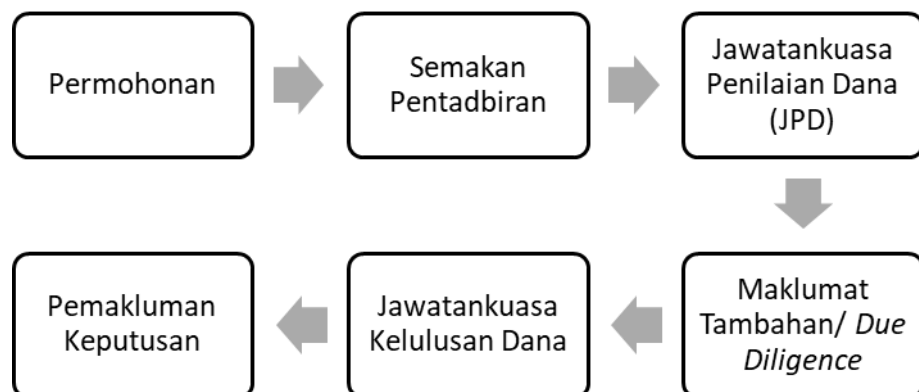 Permohonan
Semakan
Pentadbiran
Jawatankuasa
Penilaian Dana
(JPD)
Maklumat
Tambahan/ Due
Diligence
Jawatankuasa
Kelulusan Dana
Pemakluman
Keputusan